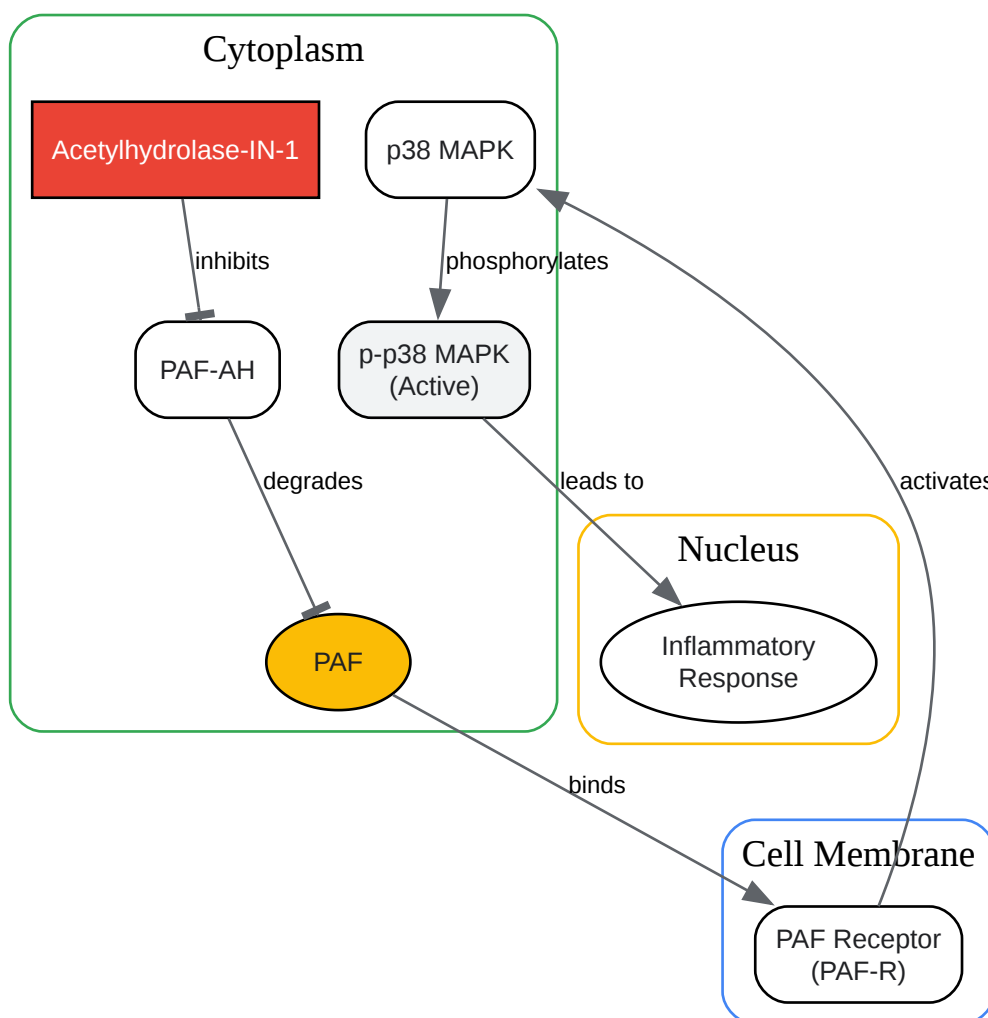 Cytoplasm
Acetylhydrolase-IN-1
p38 MAPK
inhibits
phosphorylates
PAF-AH
p-p38 MAPK
(Active)
degrades
leads to
activates
Nucleus
Inflammatory
Response
PAF
binds
Cell Membrane
PAF Receptor
(PAF-R)